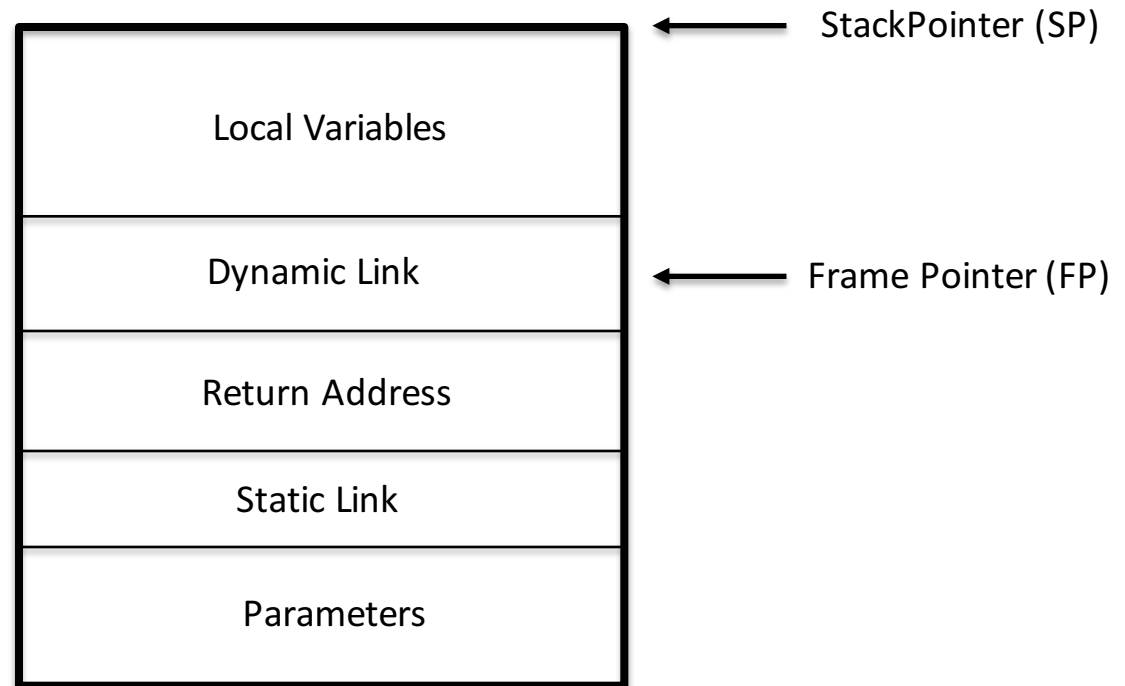 StackPointer (SP)
Local Variables
Dynamic Link
Frame Pointer (FP)
Return Address
Static Link
Parameters